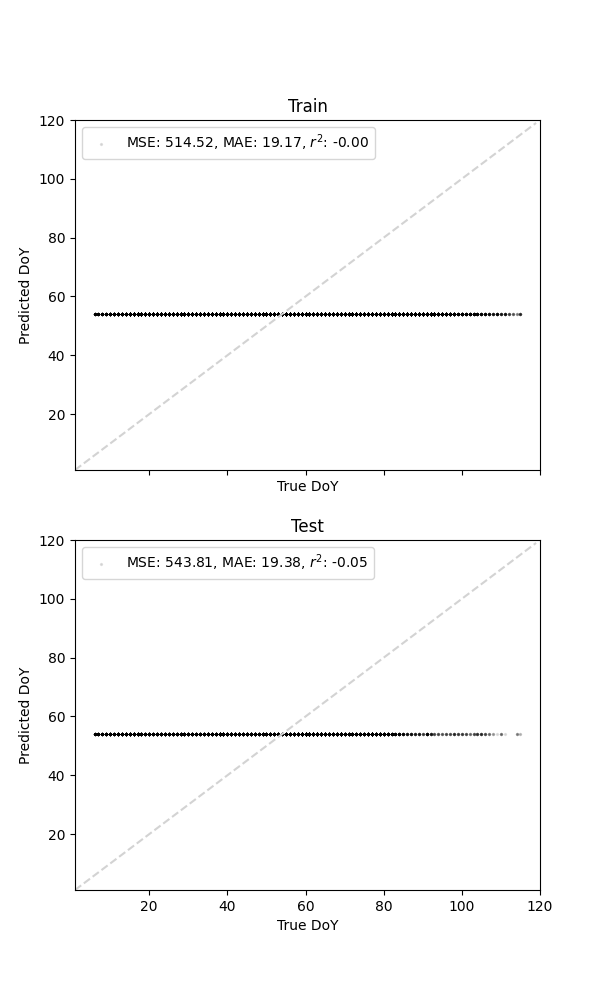 Train
MSE: 514.52, MAE: 19.17, r²: -0.00
120
100
80
60
40
20
Predicted DoY
True DoY
Test
MSE: 543.81, MAE: 19.38, r²: -0.05
120
100
80
60
40
20
Predicted DoY
20 40 60 80 100 120
True DoY